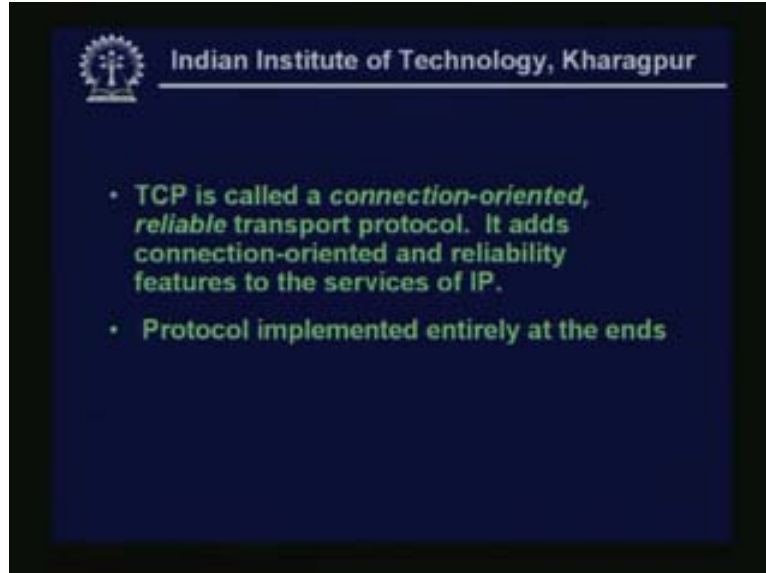 Indian Institute of Technology, Kharagpur
• TCP is called a connection-oriented,
reliable transport protocol. It adds
connection-oriented and reliability
features to the services of IP.
• Protocol implemented entirely at the ends